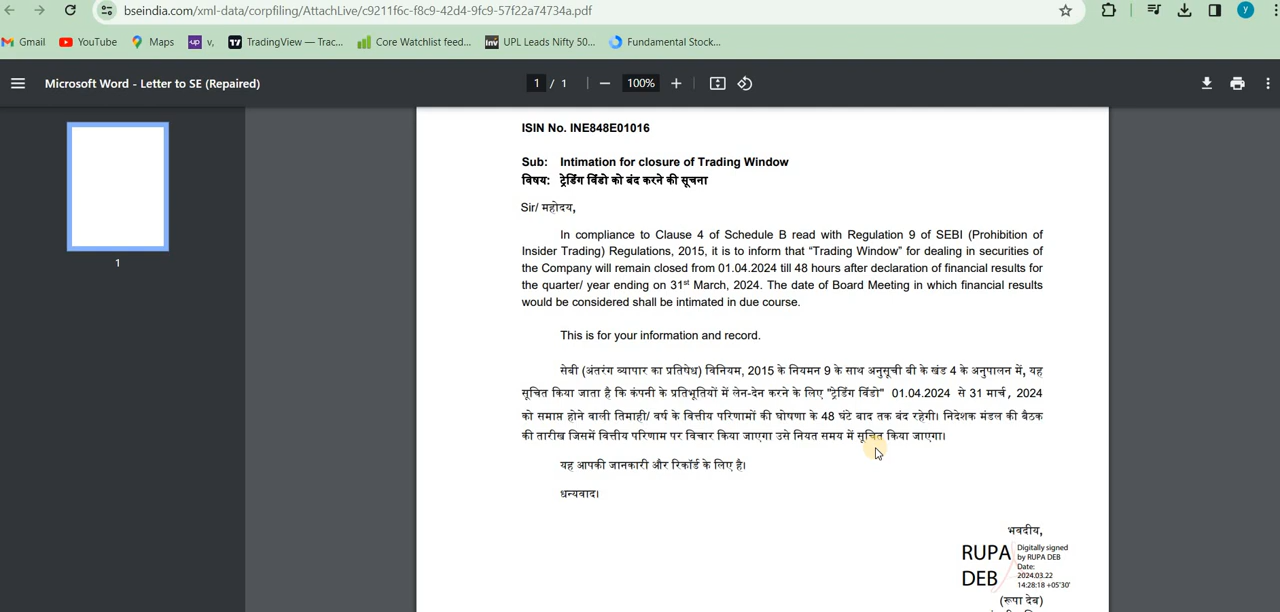 bseindia.com/xml-data/corpfiling/AttachLive/c9211f6c-f8c9-42d4-9fc9-57f22a74734a.pdf
y
Gmail YouTube Maps up v, 17 TradingView — Trac... Core Watchlist feed... Inv UPL Leads Nifty 50... Fundamental Stock...
Microsoft Word - Letter to SE (Repaired) 1 / 1 — 100% +
1
ISIN No. INE848E01016
Sub: Intimation for closure of Trading Window
विषय: ट्रेडिंग विंडो को बंद करने की सूचना
Sir/ महोदय,
In compliance to Clause 4 of Schedule B read with Regulation 9 of SEBI (Prohibition of
Insider Trading) Regulations, 2015, it is to inform that “Trading Window” for dealing in securities of
the Company will remain closed from 01.04.2024 till 48 hours after declaration of financial results for
the quarter/ year ending on 31st March, 2024. The date of Board Meeting in which financial results
would be considered shall be intimated in due course.
This is for your information and record.
सेबी (अंतरंग व्यापार का प्रतिषेध) विनियम, 2015 के नियमन 9 के साथ अनुसूची बी के खंड 4 के अनुपालन में, यह
सूचित किया जाता है कि कंपनी के प्रतिभूतियों में लेन-देन करने के लिए "ट्रेडिंग विंडो" 01.04.2024 से 31 मार्च, 2024
को समाप्त होने वाली तिमाही/ वर्ष के वित्तीय परिणामों की घोषणा के 48 घंटे बाद तक बंद रहेगी। निदेशक मंडल की बैठक
की तारीख जिसमें वित्तीय परिणाम पर विचार किया जाएगा उसे नियत समय में सूचित किया जाएगा।
यह आपकी जानकारी और रिकॉर्ड के लिए है।
धन्यवाद।
भवदीय,
RUPA
DEB
Digitally signed
by RUPA DEB
Date:
2024.03.22
14:28:18 +05'30'
(रूपा देब)